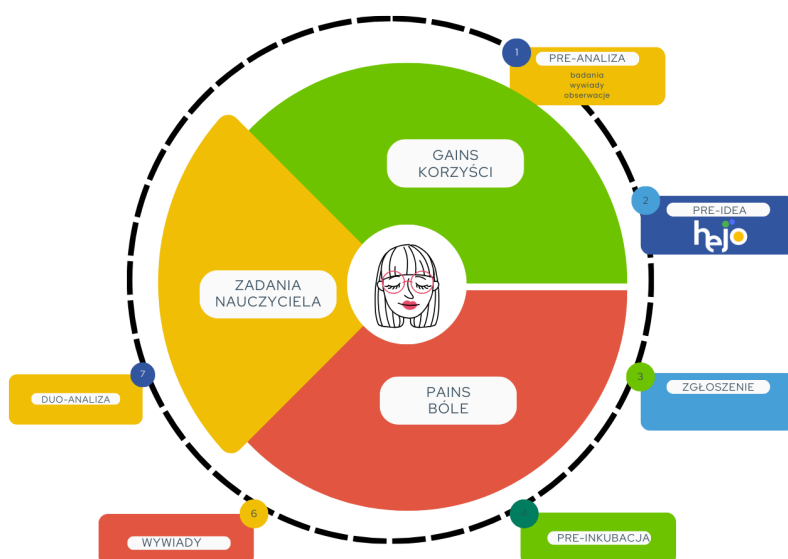 1
PRE-ANALIZA
badania
wywiady
obserwacje
GAINS
KORZYŚCI
2
PRE-IDEA
hejo
ZADANIA
NAUCZYCIELA
7
DUO-ANALIZA
3
ZGŁOSZENIE
PAINS
BÓLE
6
WYWIADY
4
PRE-INKUBACJA